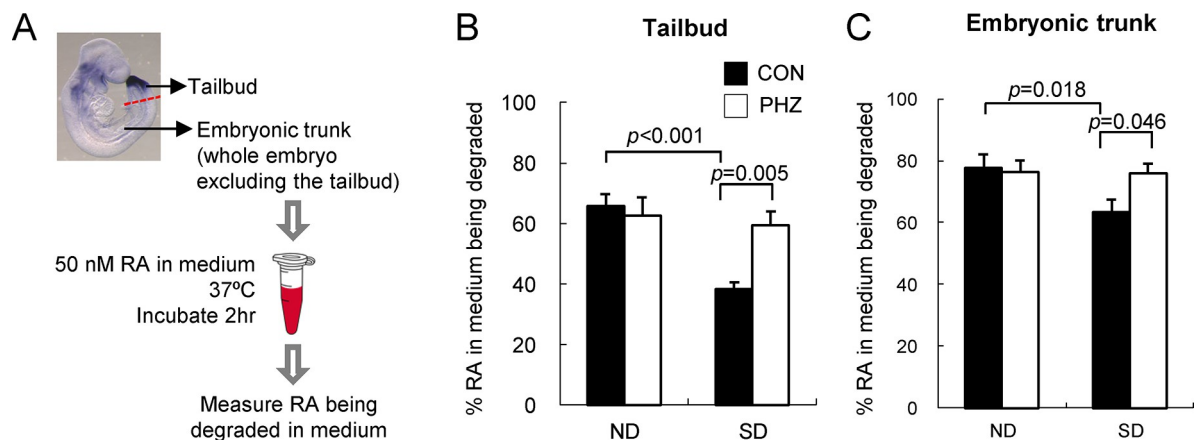 A
Tailbud
Embryonic trunk
(whole embryo
excluding the tailbud)
50 nM RA in medium
37ºC
Incubate 2hr
Measure RA being
degraded in medium
B
Tailbud
CON
PHZ
% RA in medium being degraded
100
80
60
40
20
0
p<0.001
p=0.005
ND
SD
C
Embryonic trunk
% RA in medium being degraded
100
80
60
40
20
0
p=0.018
p=0.046
ND
SD